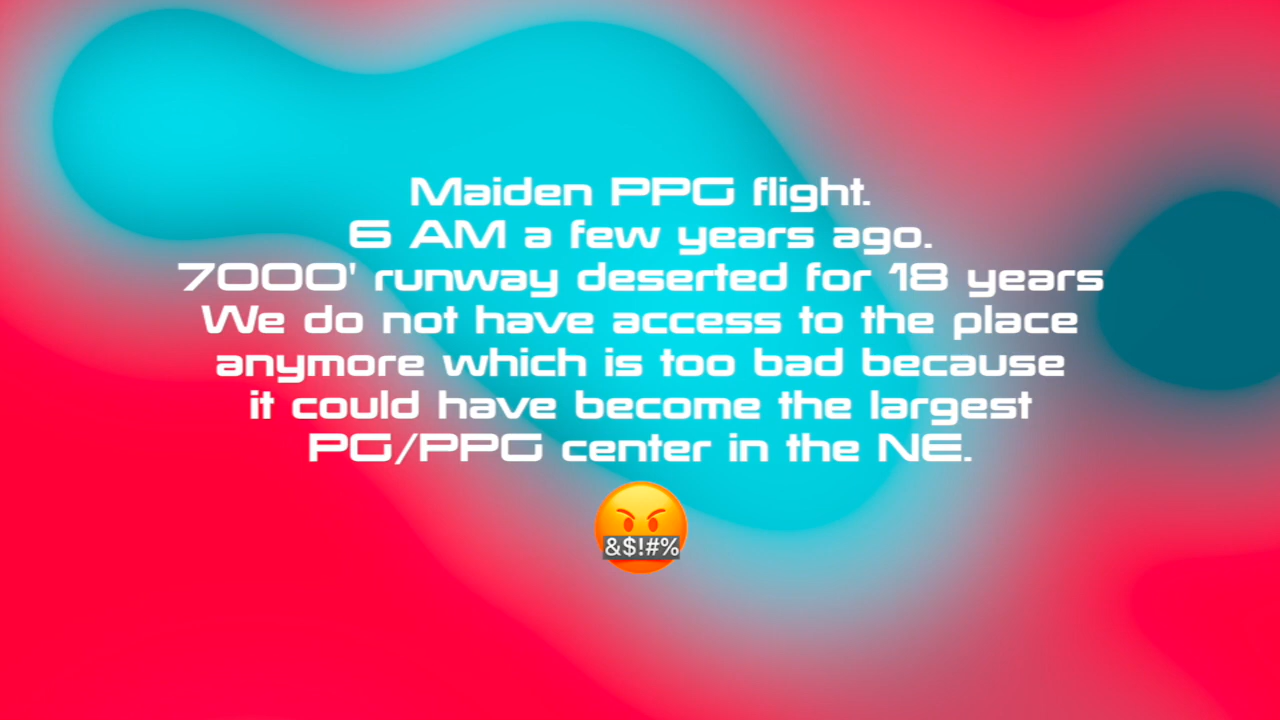 Maiden PPG flight.
6 AM a few years ago.
7000' runway deserted for 18 years
We do not have access to the place
anymore which is too bad because
it could have become the largest
PG/PPG center in the NE.
&$!#%